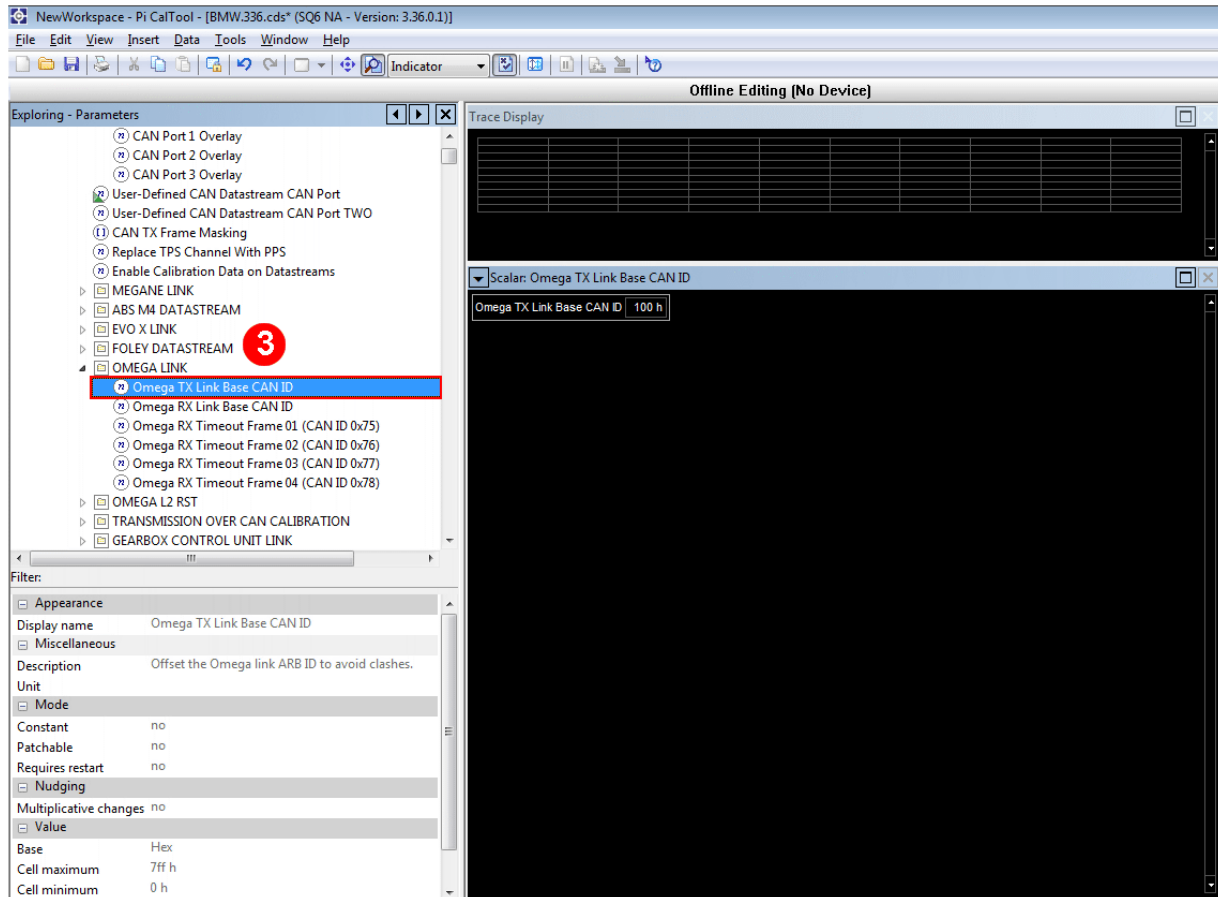 NewWorkspace - Pi CalTool - [BMW.336.cds* (SQ6 NA - Version: 3.36.0.1)]
File Edit View Insert Data Tools Window Help
Indicator
Offline Editing (No Device)
Exploring - Parameters
CAN Port 1 Overlay
CAN Port 2 Overlay
CAN Port 3 Overlay
User-Defined CAN Datastream CAN Port
User-Defined CAN Datastream CAN Port TWO
CAN TX Frame Masking
Replace TPS Channel With PPS
Enable Calibration Data on Datastreams
MEGANE LINK
ABS M4 DATASTREAM
EVO X LINK
FOLEY DATASTREAM
3
OMEGA LINK
Omega TX Link Base CAN ID
Omega RX Link Base CAN ID
Omega RX Timeout Frame 01 (CAN ID 0x75)
Omega RX Timeout Frame 02 (CAN ID 0x76)
Omega RX Timeout Frame 03 (CAN ID 0x77)
Omega RX Timeout Frame 04 (CAN ID 0x78)
OMEGA L2 RST
TRANSMISSION OVER CAN CALIBRATION
GEARBOX CONTROL UNIT LINK
Filter:
Appearance
Display name Omega TX Link Base CAN ID
Miscellaneous
Description Offset the Omega link ARB ID to avoid clashes.
Unit
Mode
Constant no
Patchable no
Requires restart no
Nudging
Multiplicative changes no
Value
Base Hex
Cell maximum 7ff h
Cell minimum 0 h
Trace Display
Scalar: Omega TX Link Base CAN ID
Omega TX Link Base CAN ID 100 h